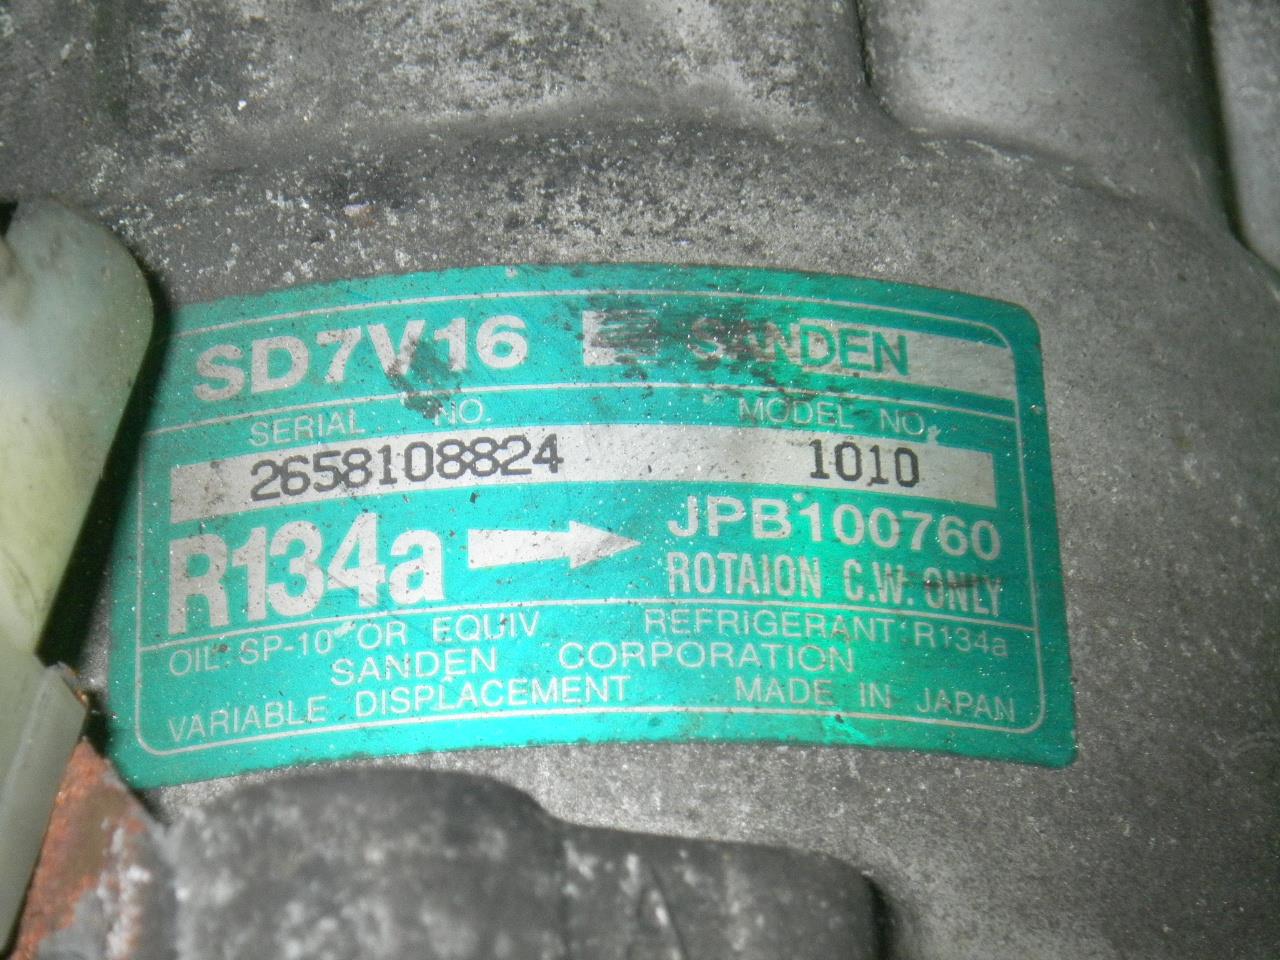 SD7V16 SANDEN
SERIAL NO. MODEL NO.
2658108824 1010
R134a JPB100760
ROTAION C.W. ONLY
OIL SP-10 OR EQUIV REFRIGERANT R134a
SANDEN CORPORATION
VARIABLE DISPLACEMENT MADE IN JAPAN